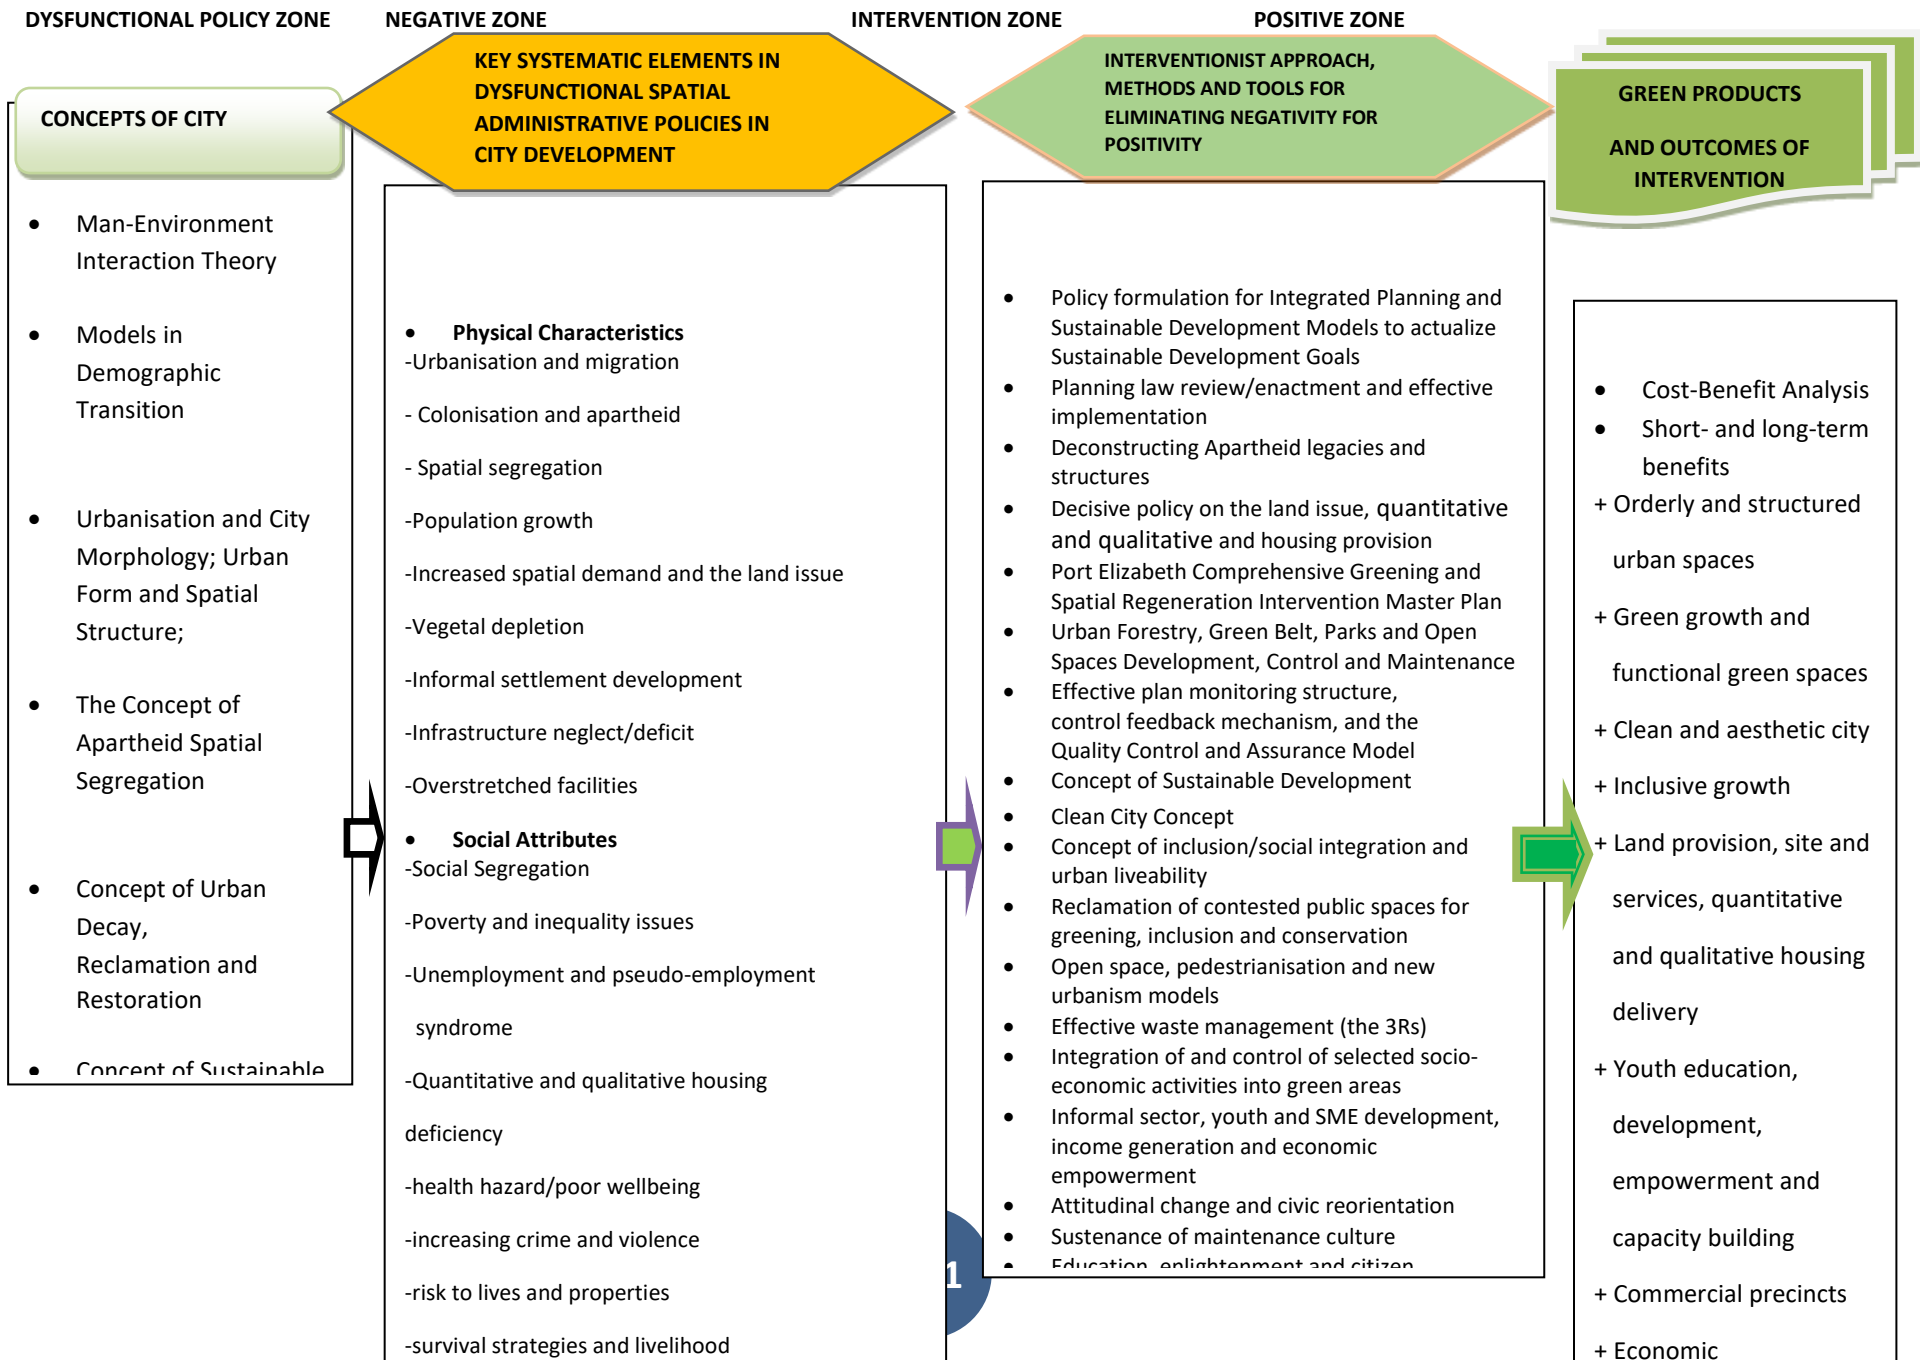 DYSFUNCTIONAL POLICY ZONE
NEGATIVE ZONE
INTERVENTION ZONE
POSITIVE ZONE
CONCEPTS OF CITY
• Man-Environment
Interaction Theory
• Models in
Demographic
Transition
• Urbanisation and City
Morphology; Urban
Form and Spatial
Structure;
• The Concept of
Apartheid Spatial
Segregation
• Concept of Urban
Decay,
Reclamation and
Restoration
• Concept of Sustainable
KEY SYSTEMATIC ELEMENTS IN
DYSFUNCTIONAL SPATIAL
ADMINISTRATIVE POLICIES IN
CITY DEVELOPMENT
• Physical Characteristics
-Urbanisation and migration
- Colonisation and apartheid
- Spatial segregation
-Population growth
-Increased spatial demand and the land issue
-Vegetal depletion
-Informal settlement development
-Infrastructure neglect/deficit
-Overstretched facilities
• Social Attributes
-Social Segregation
-Poverty and inequality issues
-Unemployment and pseudo-employment
syndrome
-Quantitative and qualitative housing
deficiency
-health hazard/poor wellbeing
-increasing crime and violence
-risk to lives and properties
-survival strategies and livelihood
1
INTERVENTIONIST APPROACH,
METHODS AND TOOLS FOR
ELIMINATING NEGATIVITY FOR
POSITIVITY
• Policy formulation for Integrated Planning and
Sustainable Development Models to actualize
Sustainable Development Goals
• Planning law review/enactment and effective
implementation
• Deconstructing Apartheid legacies and
structures
• Decisive policy on the land issue, quantitative
and qualitative and housing provision
• Port Elizabeth Comprehensive Greening and
Spatial Regeneration Intervention Master Plan
• Urban Forestry, Green Belt, Parks and Open
Spaces Development, Control and Maintenance
• Effective plan monitoring structure,
control feedback mechanism, and the
Quality Control and Assurance Model
• Concept of Sustainable Development
• Clean City Concept
• Concept of inclusion/social integration and
urban liveability
• Reclamation of contested public spaces for
greening, inclusion and conservation
• Open space, pedestrianisation and new
urbanism models
• Effective waste management (the 3Rs)
• Integration of and control of selected socio-
economic activities into green areas
• Informal sector, youth and SME development,
income generation and economic
empowerment
• Attitudinal change and civic reorientation
• Sustenance of maintenance culture
• Education, enlightenment and citizen
GREEN PRODUCTS
AND OUTCOMES OF
INTERVENTION
• Cost-Benefit Analysis
• Short- and long-term
benefits
+ Orderly and structured
urban spaces
+ Green growth and
functional green spaces
+ Clean and aesthetic city
+ Inclusive growth
+ Land provision, site and
services, quantitative
and qualitative housing
delivery
+ Youth education,
development,
empowerment and
capacity building
+ Commercial precincts
+ Economic